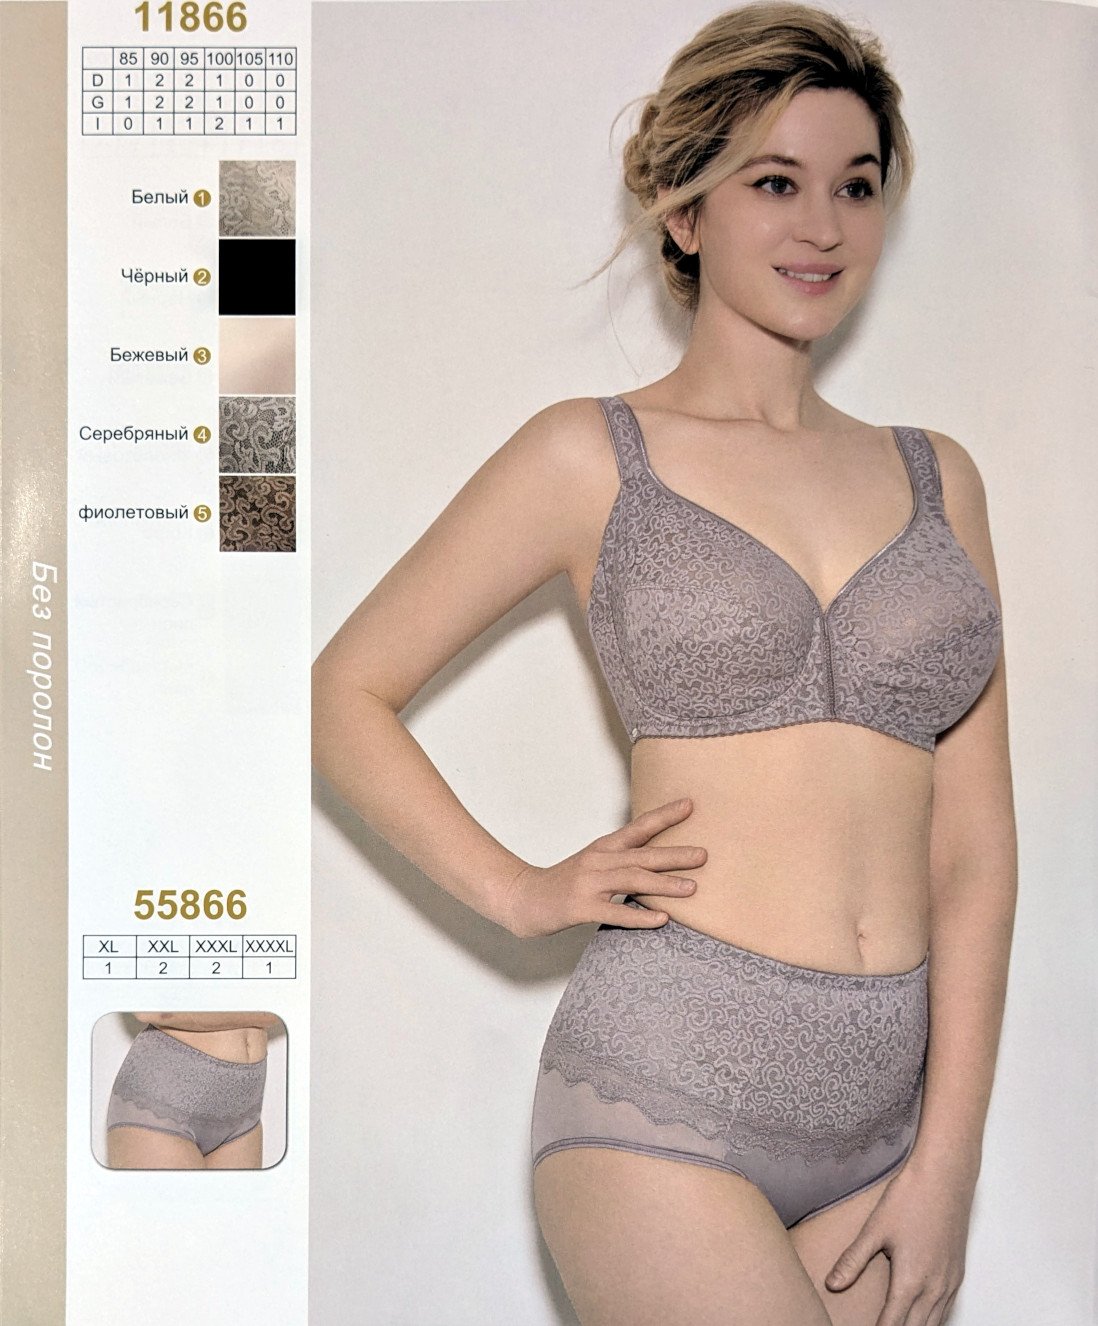 11866
85 90 95 100 105 110
D 1 2 2 1 0 0
G 1 2 2 1 0 0
I 0 1 1 2 1 1
Белый 1
Чёрный 2
Бежевый 3
Серебряный 4
фиолетовый 5
Без поролон
55866
XL XXL XXXL XXXXL
1 2 2 1